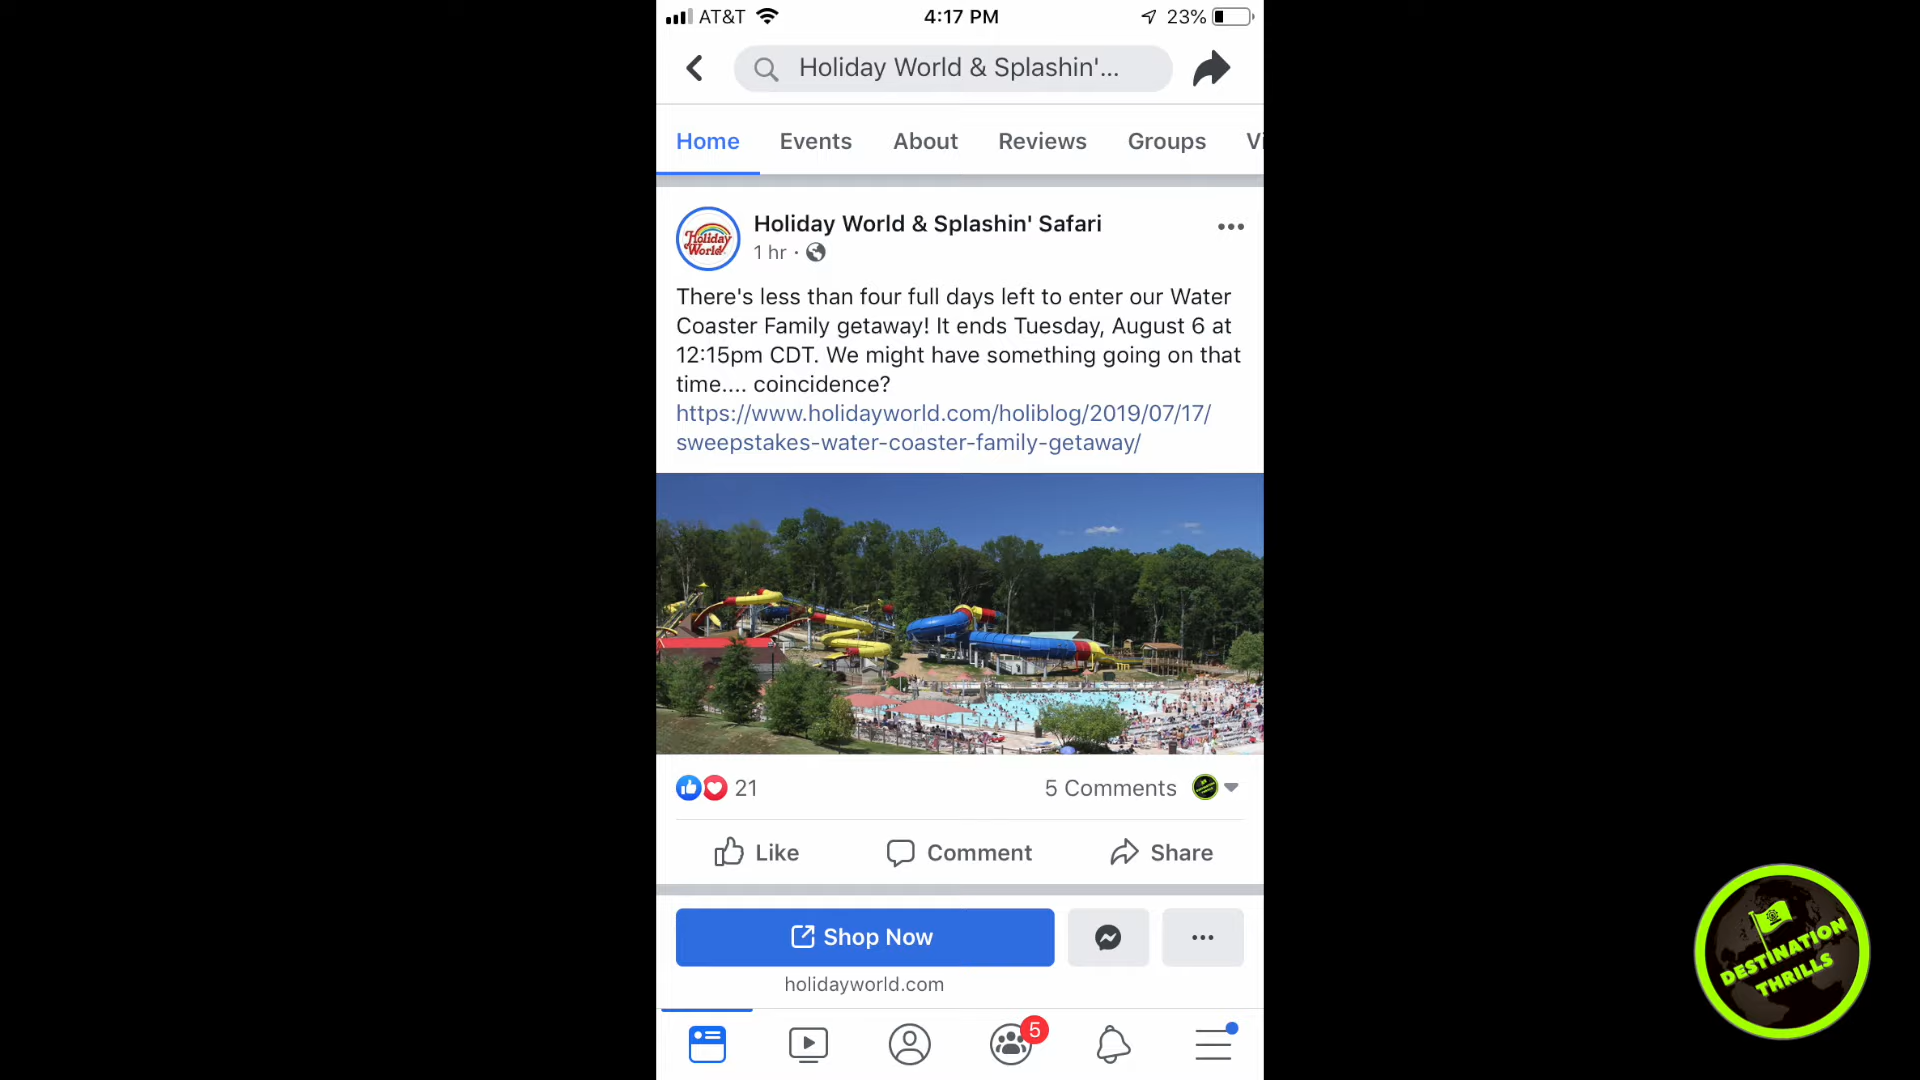 AT&T 4:17 PM 23%
Holiday World & Splashin'...
Home Events About Reviews Groups Vi
Holiday World
Holiday World & Splashin' Safari
1 hr ·
There's less than four full days left to enter our Water
Coaster Family getaway! It ends Tuesday, August 6 at
12:15pm CDT. We might have something going on that
time.... coincidence?
https://www.holidayworld.com/holiblog/2019/07/17/
sweepstakes-water-coaster-family-getaway/
21 5 Comments
Like Comment Share
Shop Now
holidayworld.com
5
DESTINATION
THRILLS